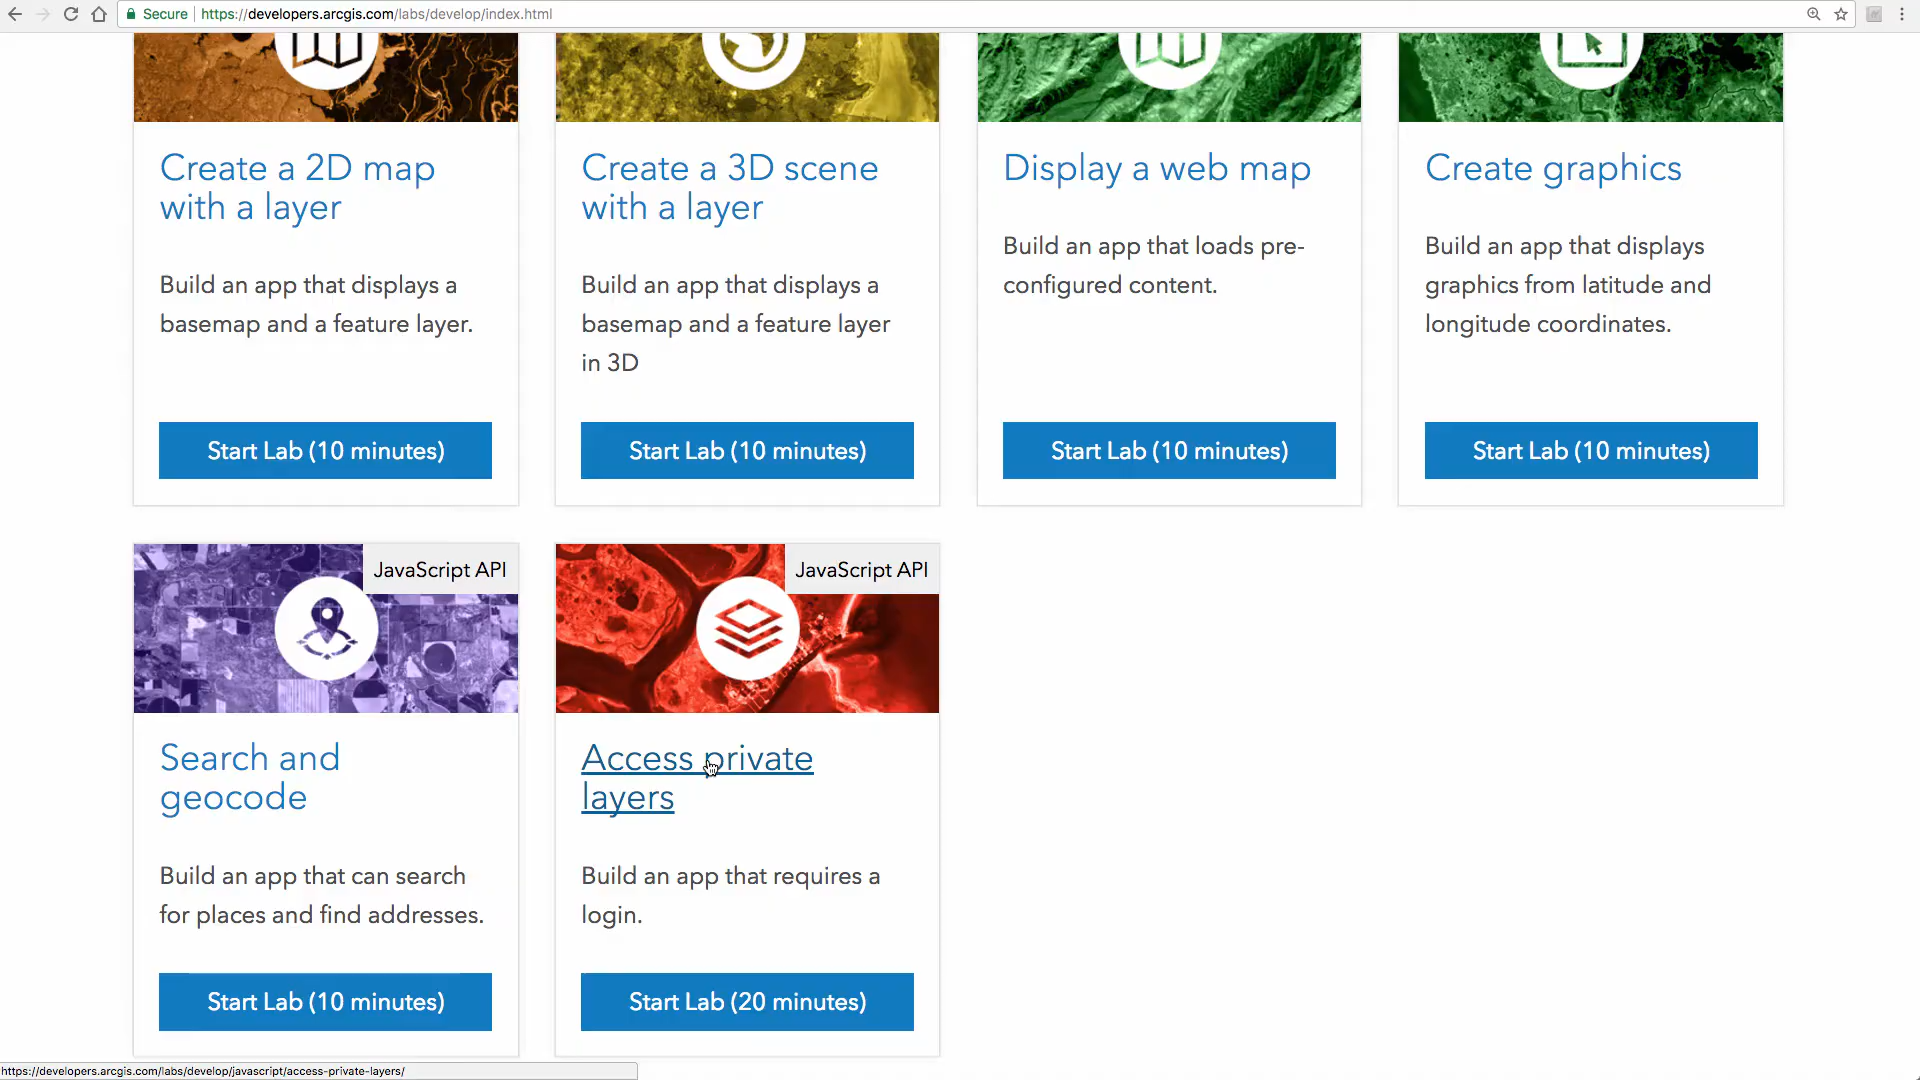 Secure
https://developers.arcgis.com/labs/develop/index.html
Create a 2D map
with a layer
Build an app that displays a
basemap and a feature layer.
Start Lab (10 minutes)
Create a 3D scene
with a layer
Build an app that displays a
basemap and a feature layer
in 3D
Start Lab (10 minutes)
Display a web map
Build an app that loads pre-
configured content.
Start Lab (10 minutes)
Create graphics
Build an app that displays
graphics from latitude and
longitude coordinates.
Start Lab (10 minutes)
JavaScript API
Search and
geocode
Build an app that can search
for places and find addresses.
Start Lab (10 minutes)
JavaScript API
Access private
layers
Build an app that requires a
login.
Start Lab (20 minutes)
https://developers.arcgis.com/labs/develop/javascript/access-private-layers/